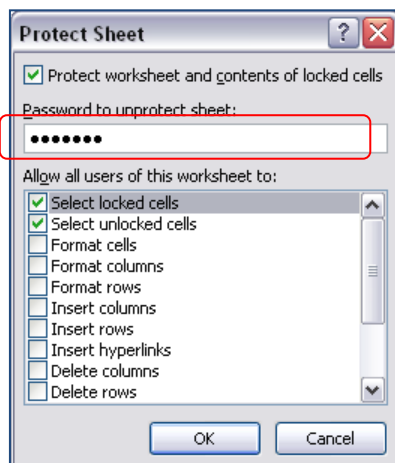 Protect Sheet
Protect worksheet and contents of locked cells
Password to unprotect sheet:
•••••••
Allow all users of this worksheet to:
Select locked cells
Select unlocked cells
Format cells
Format columns
Format rows
Insert columns
Insert rows
Insert hyperlinks
Delete columns
Delete rows
OK Cancel